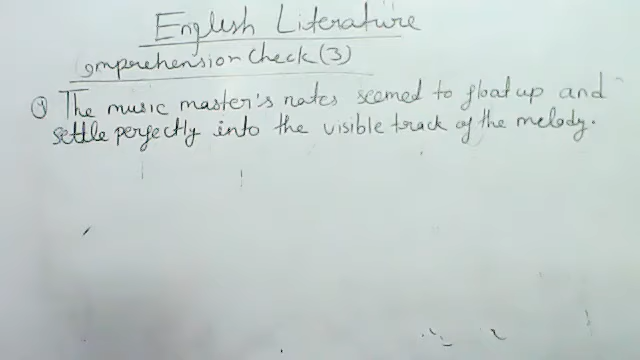 English Literature
Comprehension Check (3)
① The music master's notes seemed to float up and
settle perfectly into the visible track of the melody.